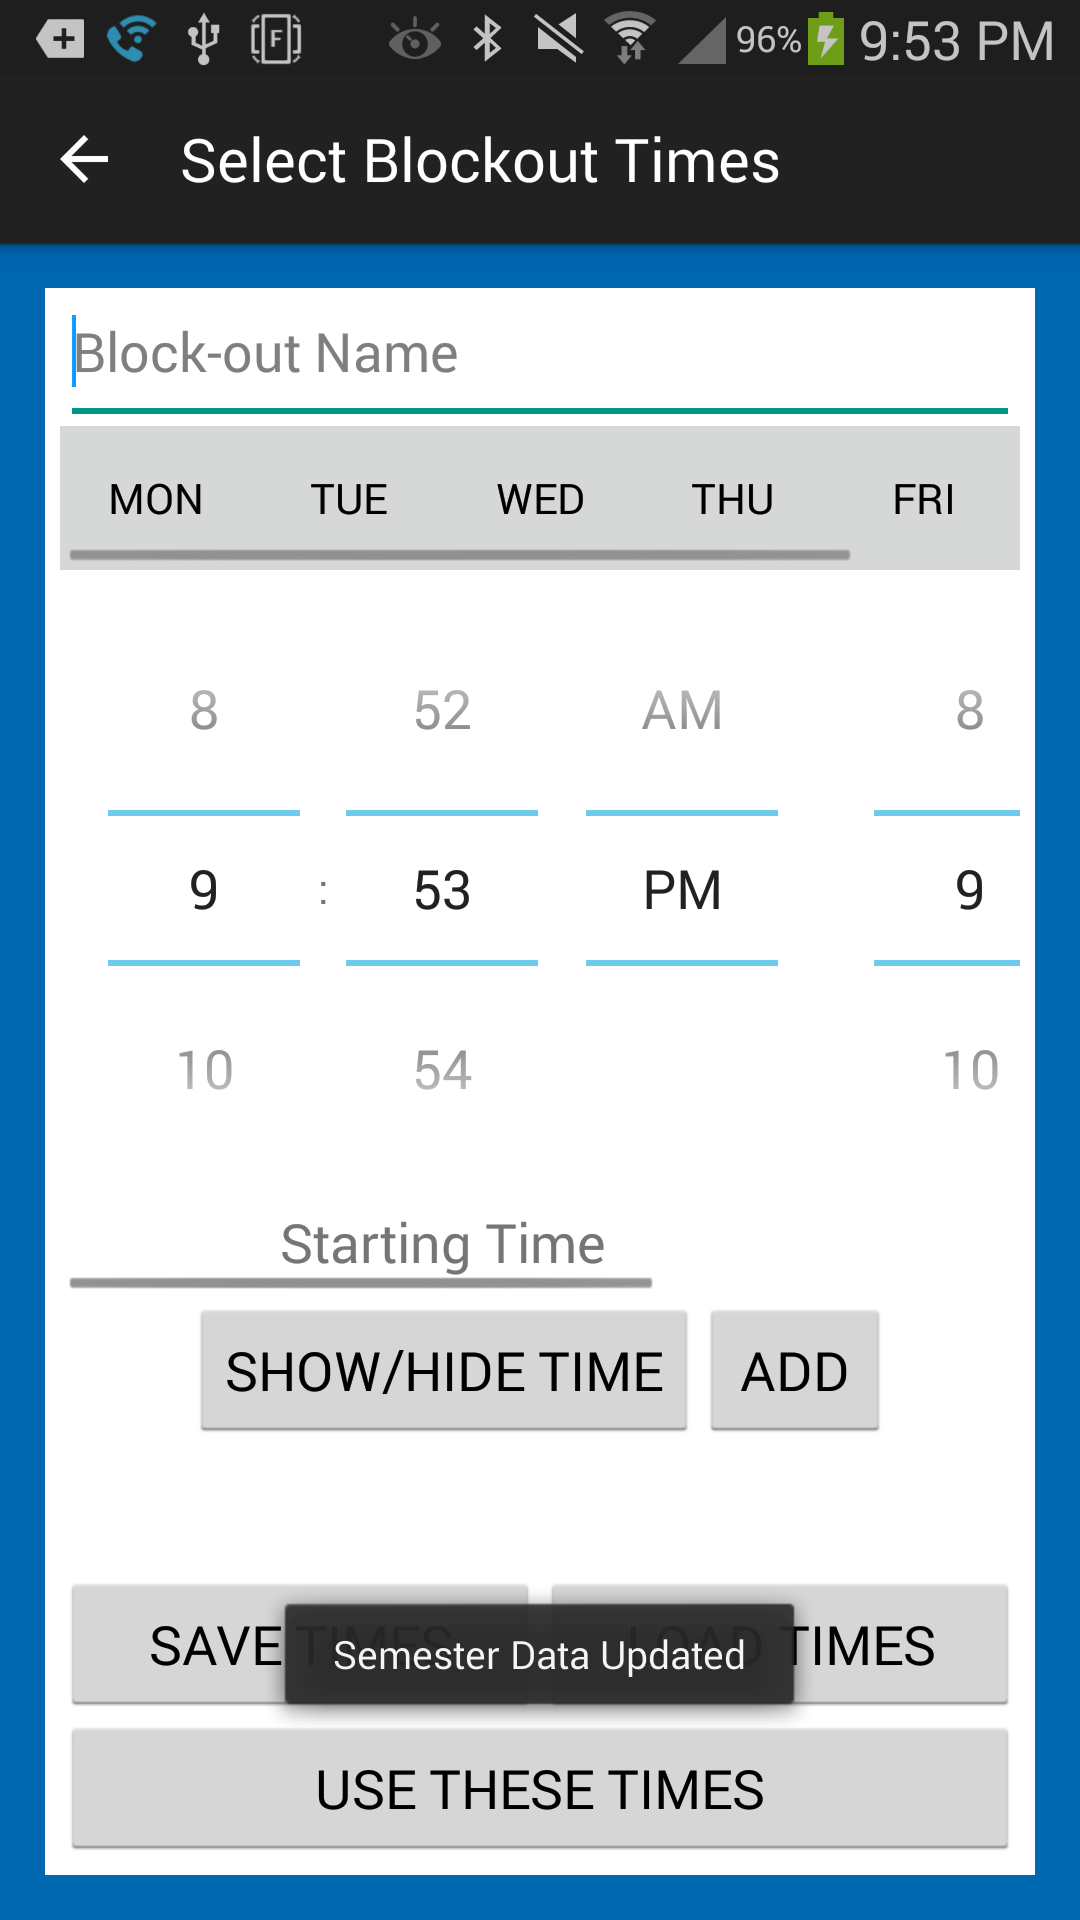 96% 9:53 PM
Select Blockout Times
Block-out Name
MON TUE WED THU FRI
8 52 AM 8
9 : 53 PM 9
10 54 10
Starting Time
SHOW/HIDE TIME ADD
SAVE TIMES LOAD TIMES
Semester Data Updated
USE THESE TIMES